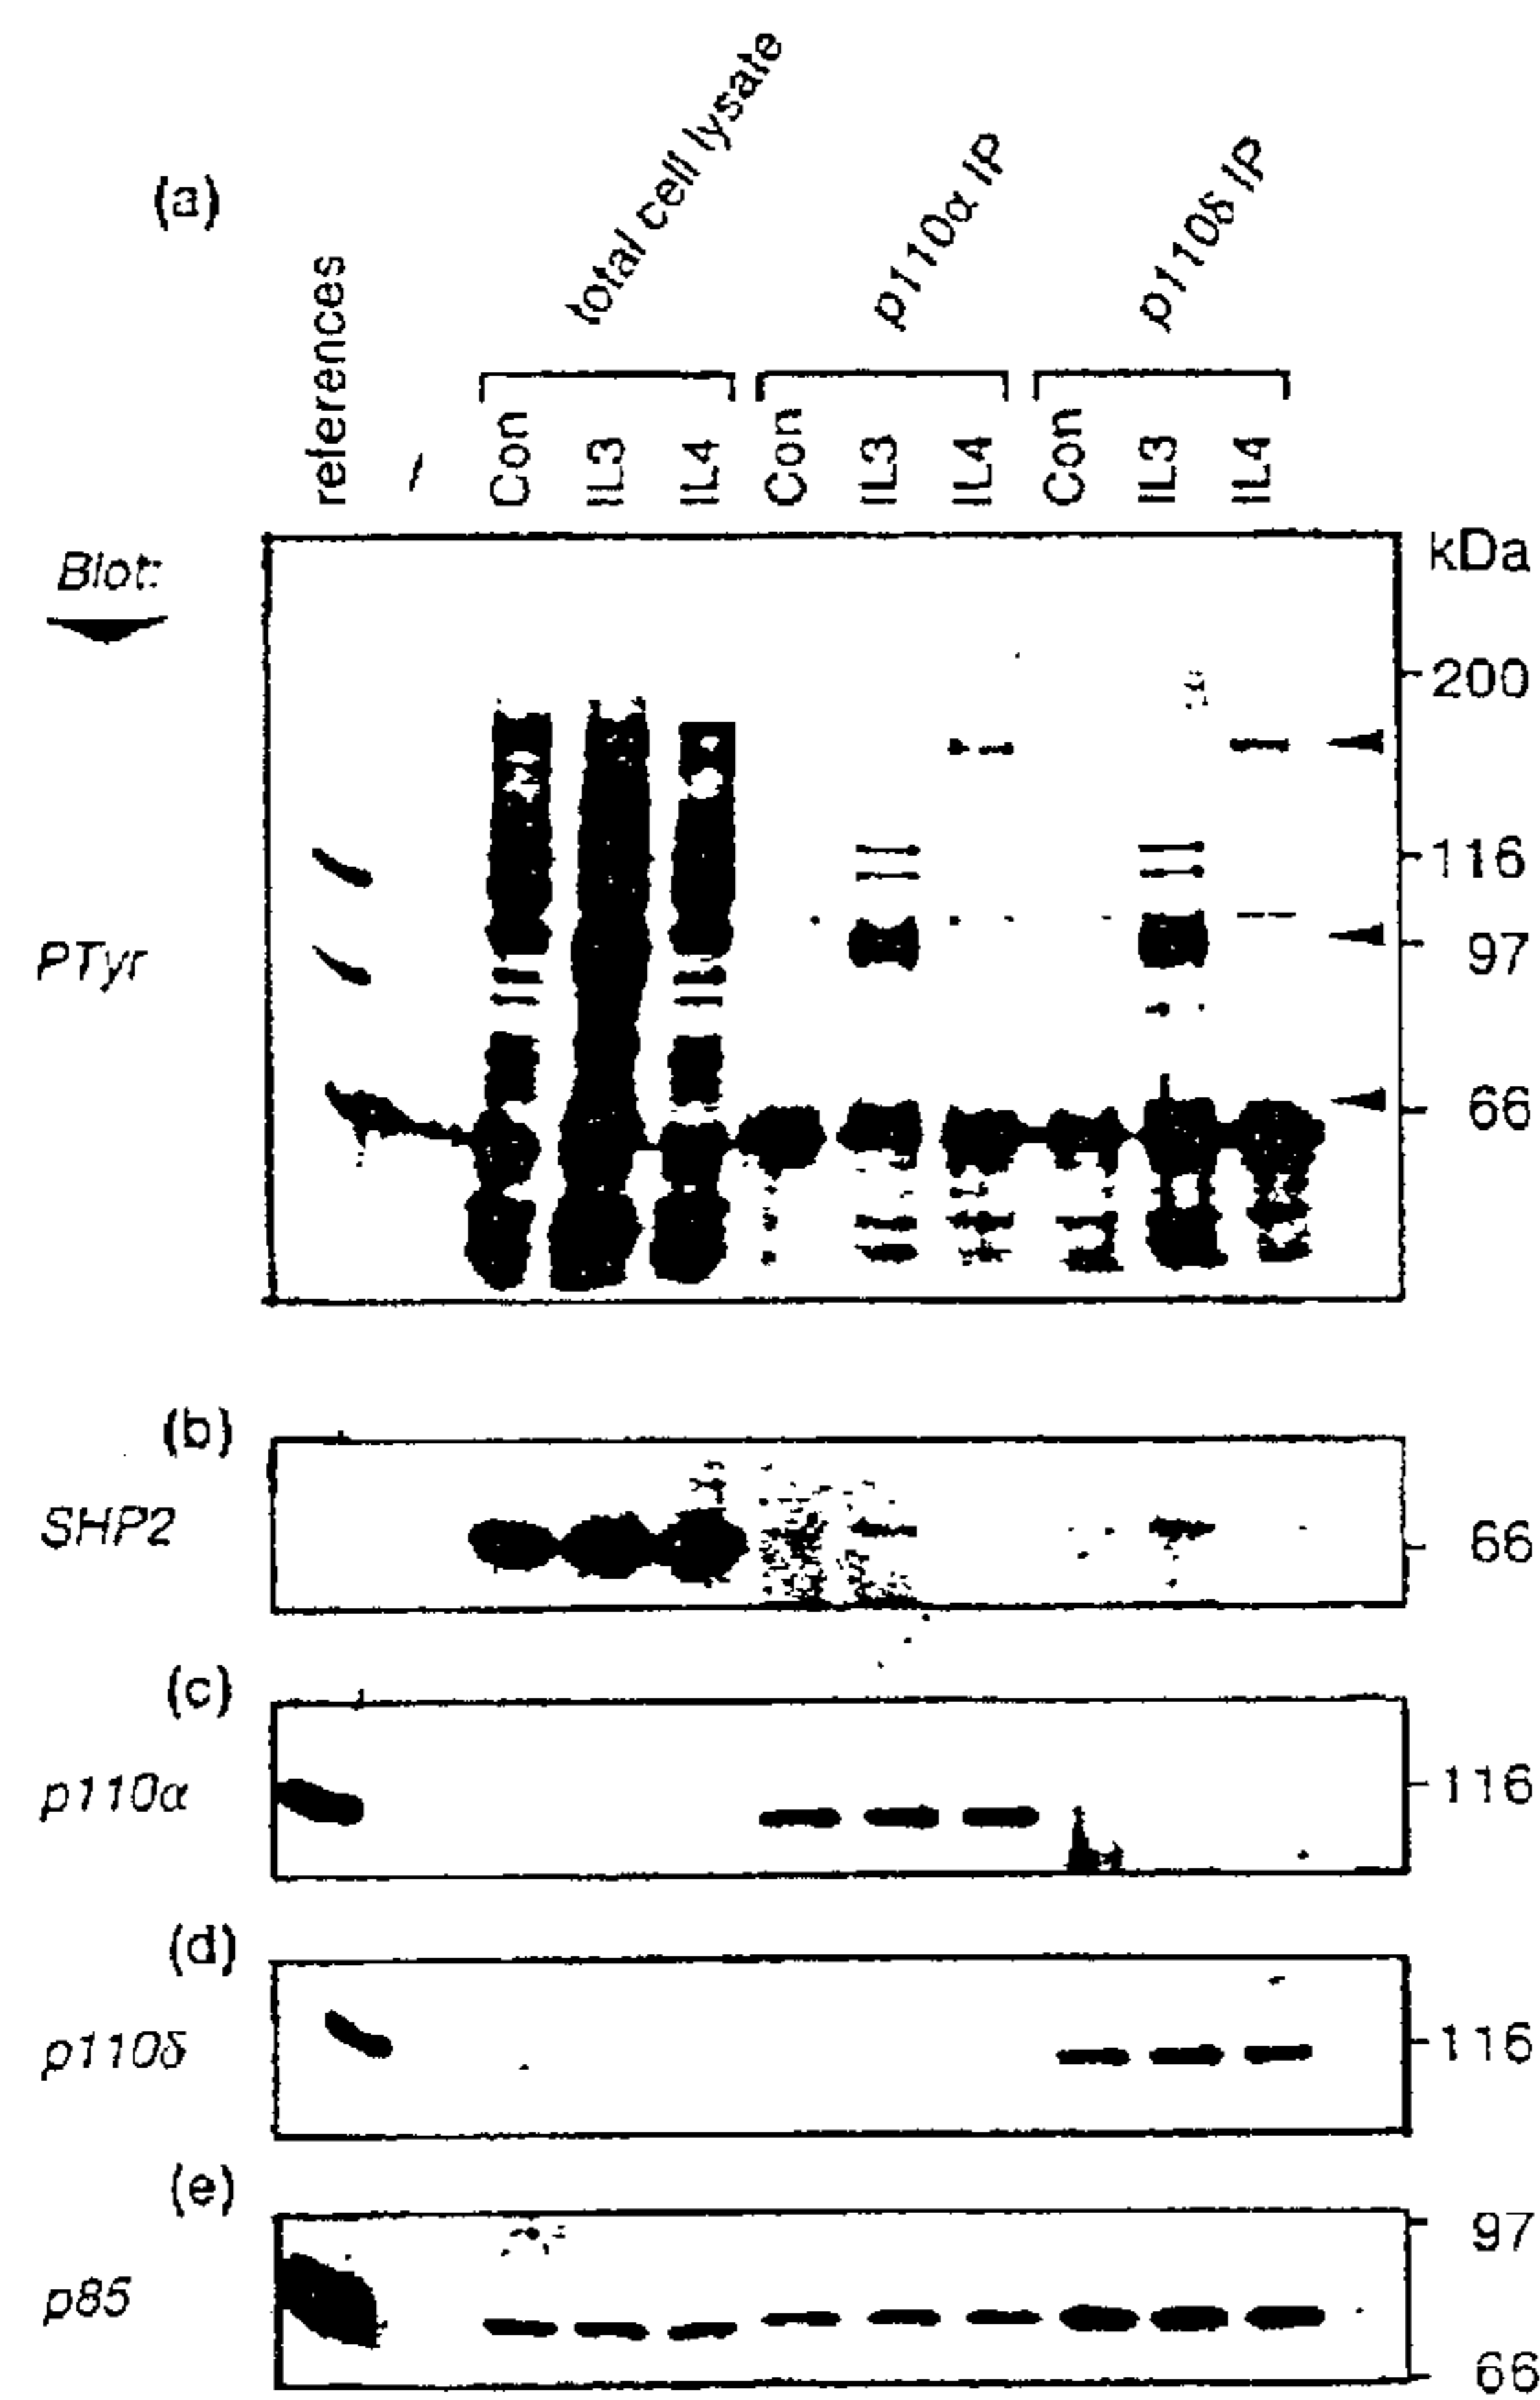 (a)
references
total cell lysate
p110α IP
p110δ IP
Con IL3 IL4 Con IL3 IL4 Con IL3 IL4
Blot:
kDa
200
116
PTyr
97
66
(b)
SHP2
66
(c)
p110α
116
(d)
p110δ
116
(e)
97
p85
66